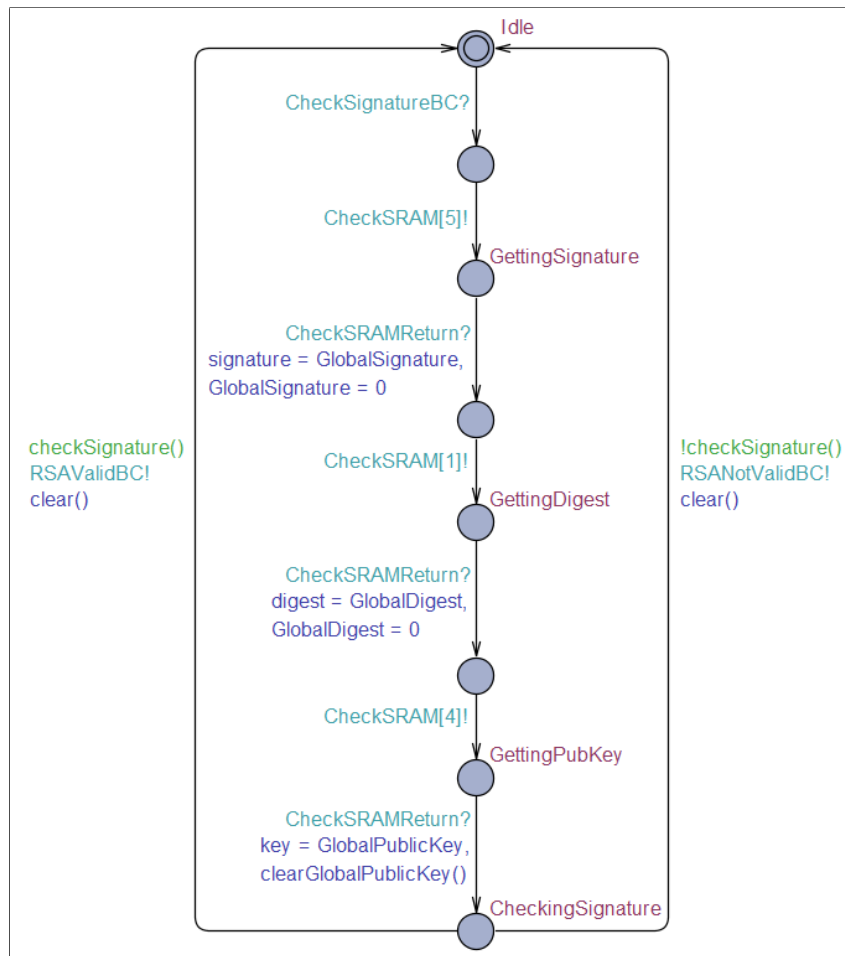 Idle
CheckSignatureBC?
CheckSRAM[5]!
GettingSignature
CheckSRAMReturn?
signature = GlobalSignature,
GlobalSignature = 0
checkSignature()
RSAValidBC!
clear()
!checkSignature()
RSANotValidBC!
clear()
CheckSRAM[1]!
GettingDigest
CheckSRAMReturn?
digest = GlobalDigest,
GlobalDigest = 0
CheckSRAM[4]!
GettingPubKey
CheckSRAMReturn?
key = GlobalPublicKey,
clearGlobalPublicKey()
CheckingSignature